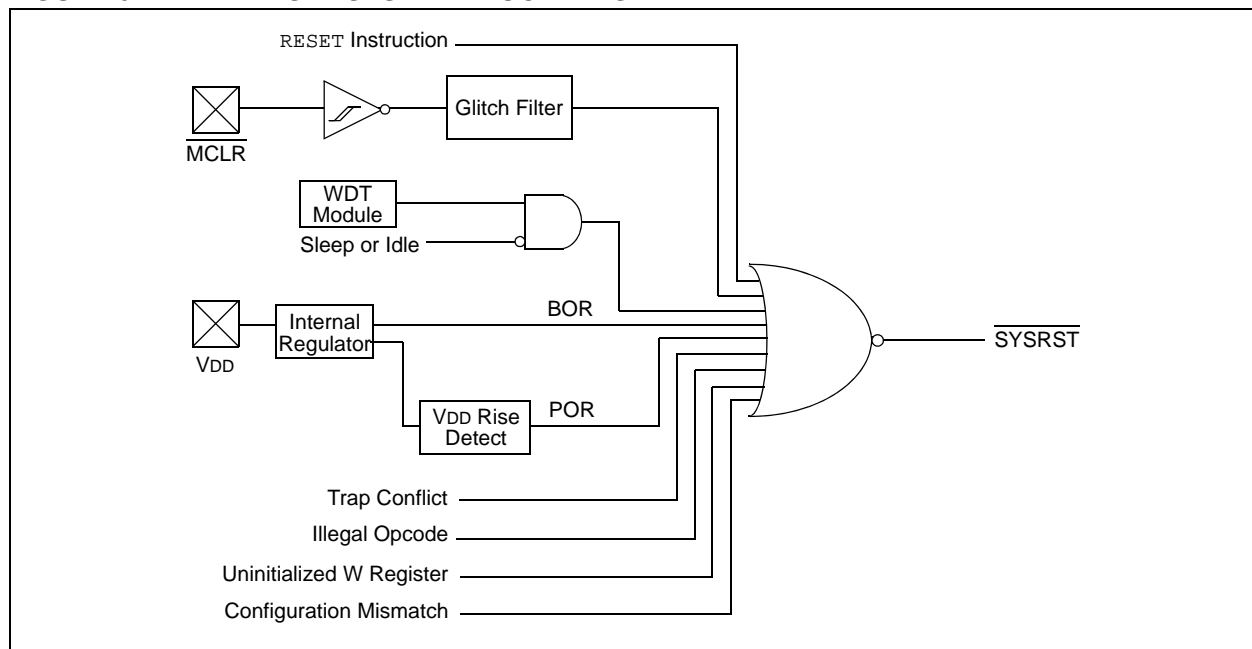 RESET Instruction
Glitch Filter
MCLR
WDT
Module
Sleep or Idle
BOR
Internal
Regulator
SYSRST
VDD
VDD Rise
Detect
POR
Trap Conflict
Illegal Opcode
Uninitialized W Register
Configuration Mismatch